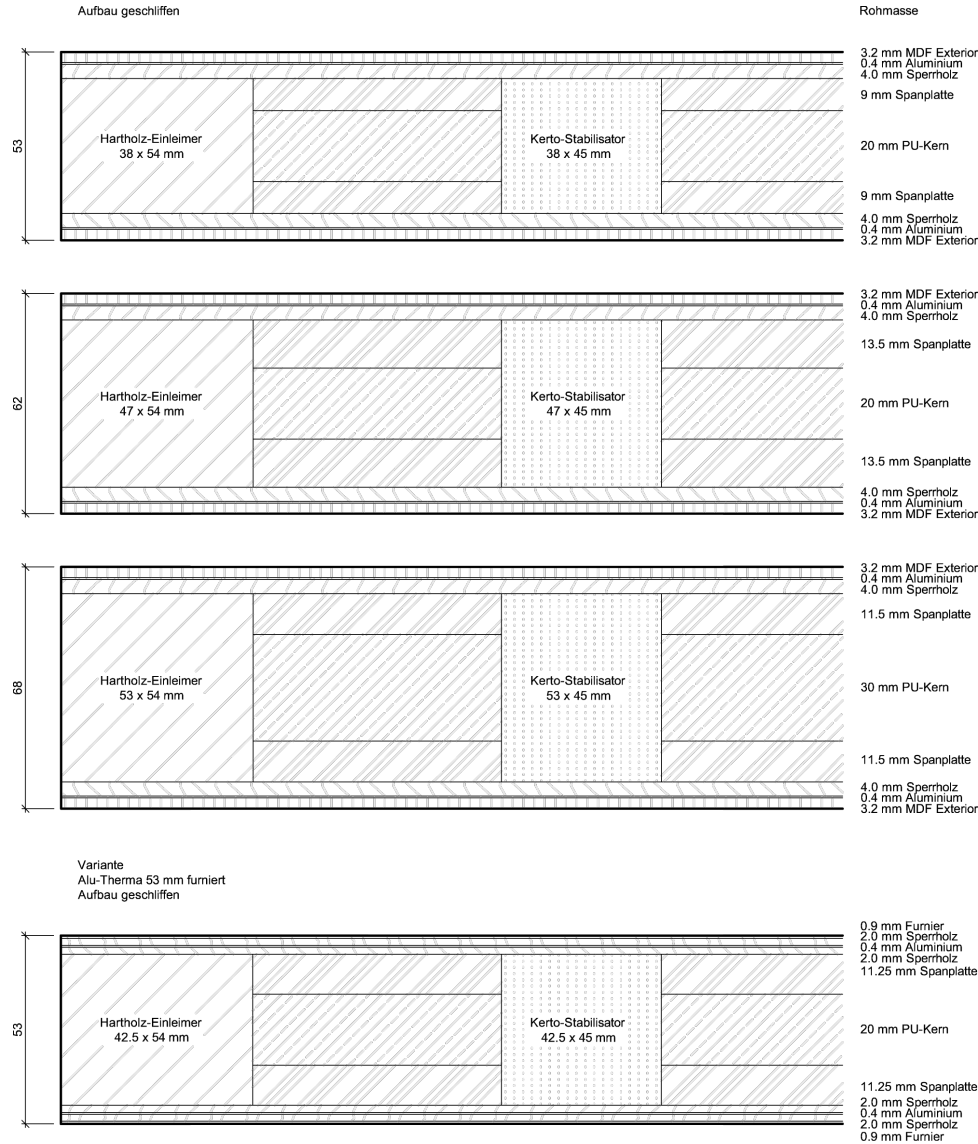 Aufbau geschliffen
Rohmasse
3.2 mm MDF Exterior
0.4 mm Aluminium
4.0 mm Sperrholz
9 mm Spanplatte
53
Hartholz-Einleimer
38 x 54 mm
Kerto-Stabilisator
38 x 45 mm
20 mm PU-Kern
9 mm Spanplatte
4.0 mm Sperrholz
0.4 mm Aluminium
3.2 mm MDF Exterior
3.2 mm MDF Exterior
0.4 mm Aluminium
4.0 mm Sperrholz
13.5 mm Spanplatte
62
Hartholz-Einleimer
47 x 54 mm
Kerto-Stabilisator
47 x 45 mm
20 mm PU-Kern
13.5 mm Spanplatte
4.0 mm Sperrholz
0.4 mm Aluminium
3.2 mm MDF Exterior
3.2 mm MDF Exterior
0.4 mm Aluminium
4.0 mm Sperrholz
11.5 mm Spanplatte
68
Hartholz-Einleimer
53 x 54 mm
Kerto-Stabilisator
53 x 45 mm
30 mm PU-Kern
11.5 mm Spanplatte
4.0 mm Sperrholz
0.4 mm Aluminium
3.2 mm MDF Exterior
Variante
Alu-Therma 53 mm furniert
Aufbau geschliffen
0.9 mm Furnier
2.0 mm Sperrholz
0.4 mm Aluminium
2.0 mm Sperrholz
11.25 mm Spanplatte
53
Hartholz-Einleimer
42.5 x 54 mm
Kerto-Stabilisator
42.5 x 45 mm
20 mm PU-Kern
11.25 mm Spanplatte
2.0 mm Sperrholz
0.4 mm Aluminium
2.0 mm Sperrholz
0.9 mm Furnier